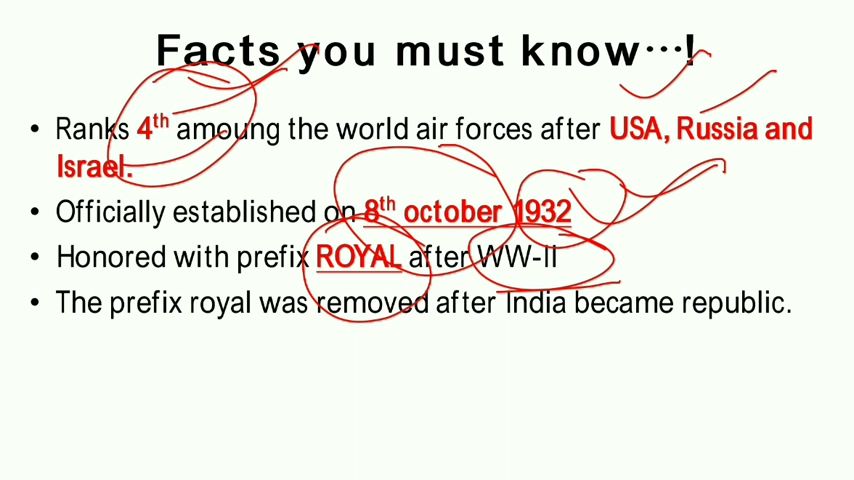 Facts you must know...!
• Ranks 4th amoung the world air forces after USA, Russia and
Israel.
• Officially established on 8th october 1932
• Honored with prefix ROYAL after WW-II
• The prefix royal was removed after India became republic.